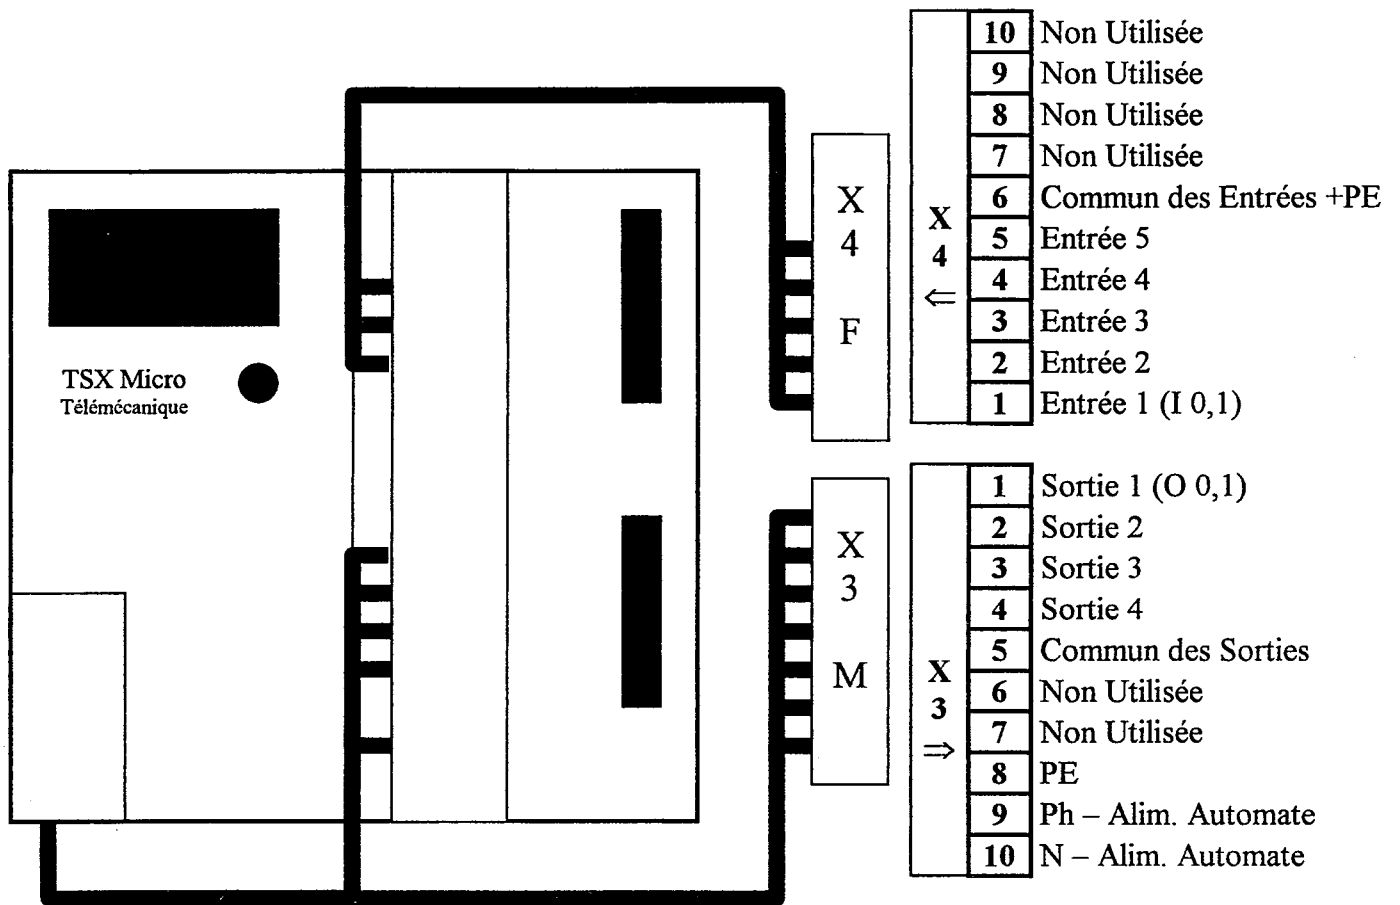 TSX Micro
Télémécanique
X
4
F
X
3
M
X
4
⇐
10 Non Utilisée
9 Non Utilisée
8 Non Utilisée
7 Non Utilisée
6 Commun des Entrées +PE
5 Entrée 5
4 Entrée 4
3 Entrée 3
2 Entrée 2
1 Entrée 1 (I 0,1)
X
3
⇒
1 Sortie 1 (O 0,1)
2 Sortie 2
3 Sortie 3
4 Sortie 4
5 Commun des Sorties
6 Non Utilisée
7 Non Utilisée
8 PE
9 Ph – Alim. Automate
10 N – Alim. Automate